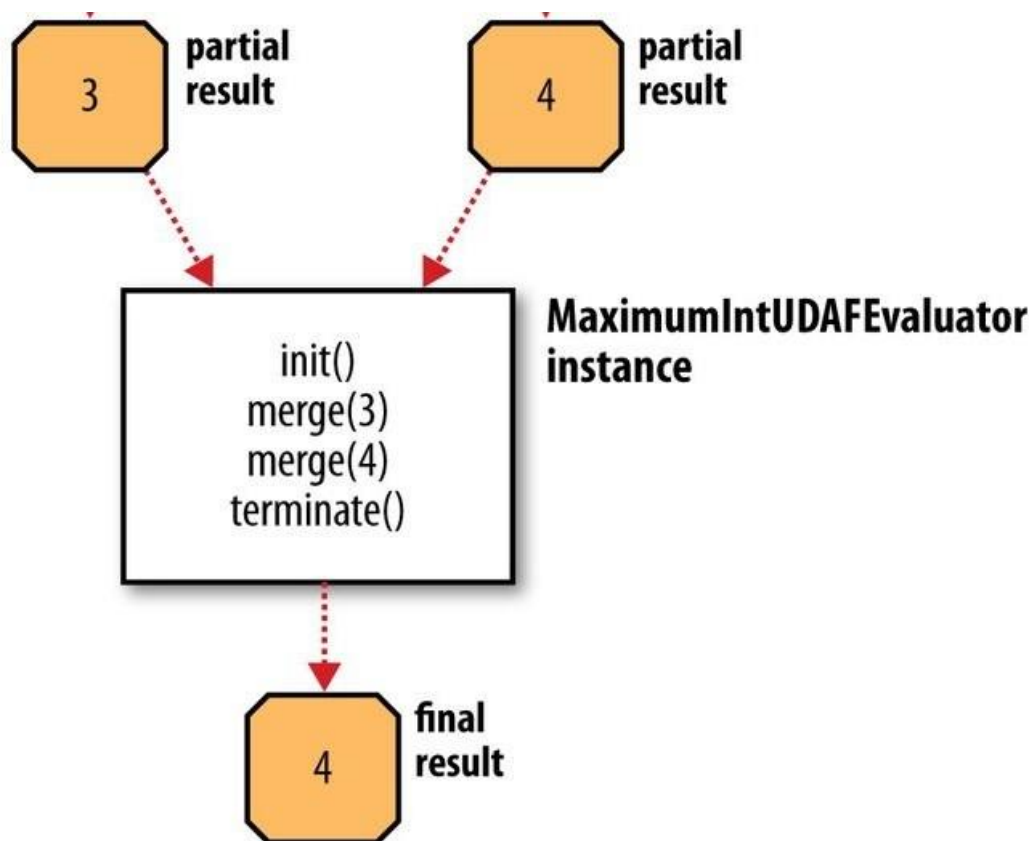 3
partial
result
4
partial
result
MaximumIntUDAFEvaluator
instance
init()
merge(3)
merge(4)
terminate()
4
final
result